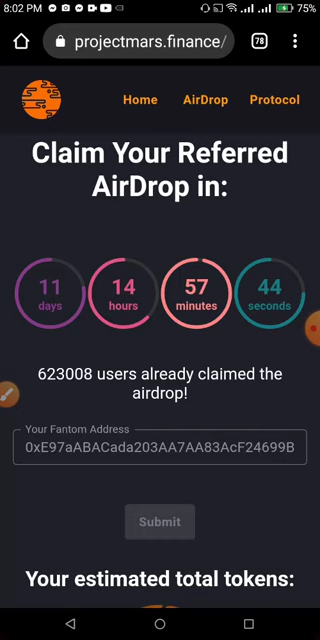 8:02 PM
75%
projectmars.finance/
78
Home AirDrop Protocol
Claim Your Referred
AirDrop in:
11 14 57 44
days hours minutes seconds
623008 users already claimed the
airdrop!
Your Fantom Address
0xE97aABACada203AA7AA83AcF24699B
Submit
Your estimated total tokens: